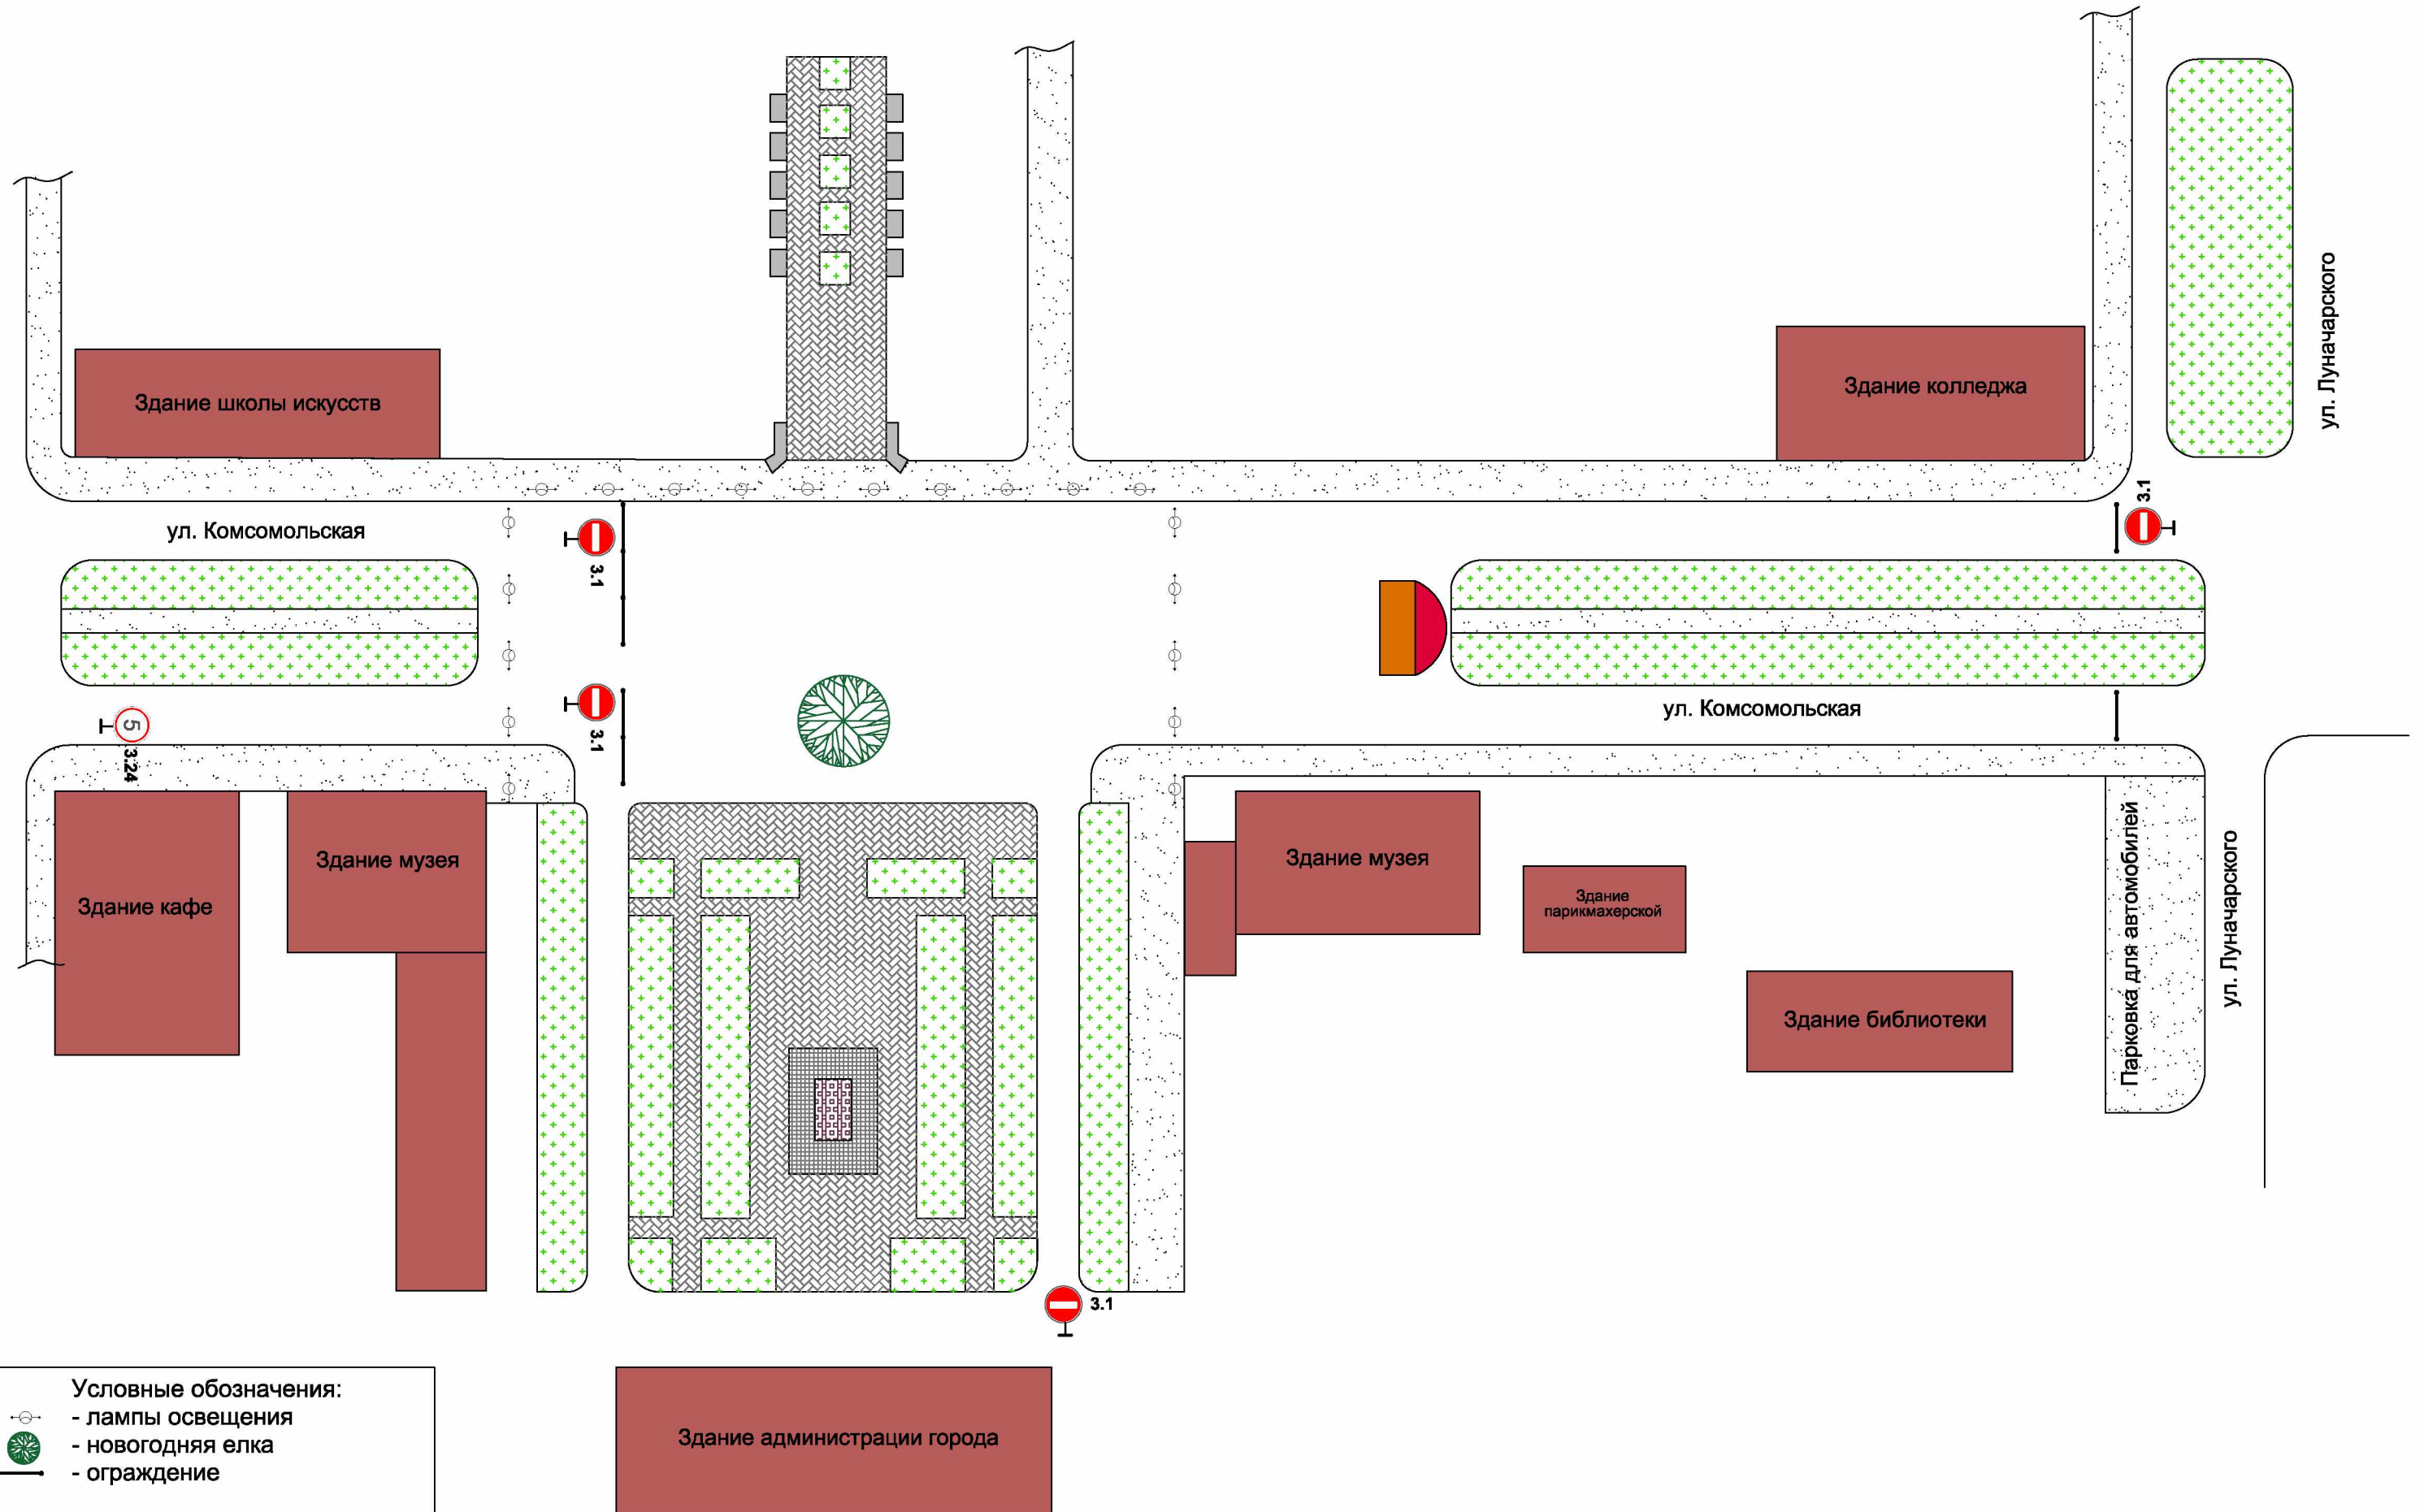 ул. Луначарского
Здание школы искусств
Здание колледжа
3.1
ул. Комсомольская
3.1
3.1
ул. Комсомольская
5
3.24
Здание кафе
Здание музея
Здание музея
Здание
парикмахерской
Здание библиотеки
Парковка для автомобилей
ул. Луначарского
3.1
Условные обозначения:
- лампы освещения
- новогодняя елка
- ограждение
Здание администрации города